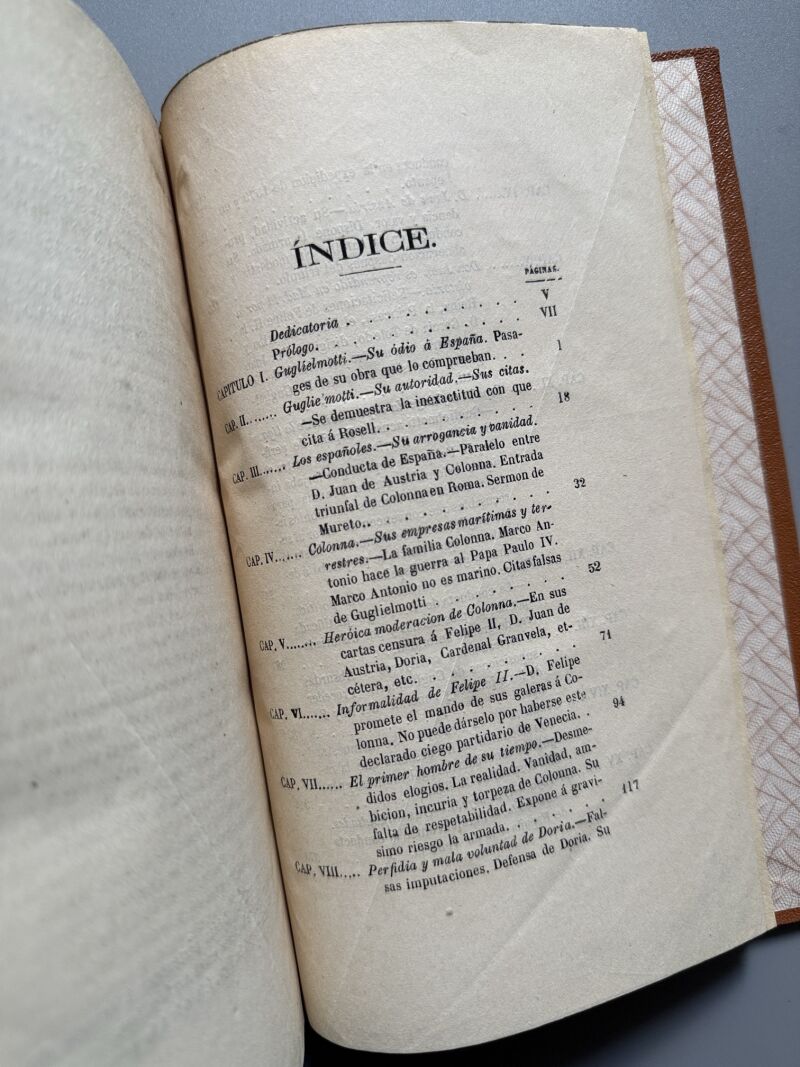 ÍNDICE.
PÁGINAS.
Dedicatoria . . . . . . . . . . V
Prólogo. . . . . . . . . . . VII
CAPITULO I. Guglielmotti.—Su ódio á España. Pasa-
ges de su obra que lo comprueban. . . 1
CAP. II....... Guglie'motti.—Su autoridad.—Sus citas.
—Se demuestra la inexactitud con que
cita á Rosell. . . . . . . . . . 18
CAP. III...... Los españoles.—Su arrogancia y vanidad.
—Conducta de España.—Paralelo entre
D. Juan de Austria y Colonna. Entrada
triunfal de Colonna en Roma. Sermon de
Mureto.. . . . . . . . . . . 32
CAP. IV....... Colonna.—Sus empresas marítimas y ter-
restres.—La familia Colonna. Marco An-
tonio hace la guerra al Papa Paulo IV.
Marco Antonio no es marino. Citas falsas
de Guglielmotti . . . . . . . . 52
CAP. V....... Heróica moderacion de Colonna.—En sus
cartas censura á Felipe II, D. Juan de
Austria, Doria, Cardenal Granvela, et-
cétera, etc. . . . . . . . . . 71
CAP. VI....... Informalidad de Felipe II.—D. Felipe
promete el mando de sus galeras á Co-
lonna. No puede dárselo por haberse este
declarado ciego partidario de Venecia. . 94
CAP. VII...... El primer hombre de su tiempo.—Desme-
didos elogios. La realidad. Vanidad, am-
bicion, incuria y torpeza de Colonna. Su
falta de respetabilidad. Expone á graví-
simo riesgo la armada. . . . . . . 117
CAP. VIII..... Perfidia y mala voluntad de Doria.—Fal-
sas imputaciones. Defensa de Doria. Su